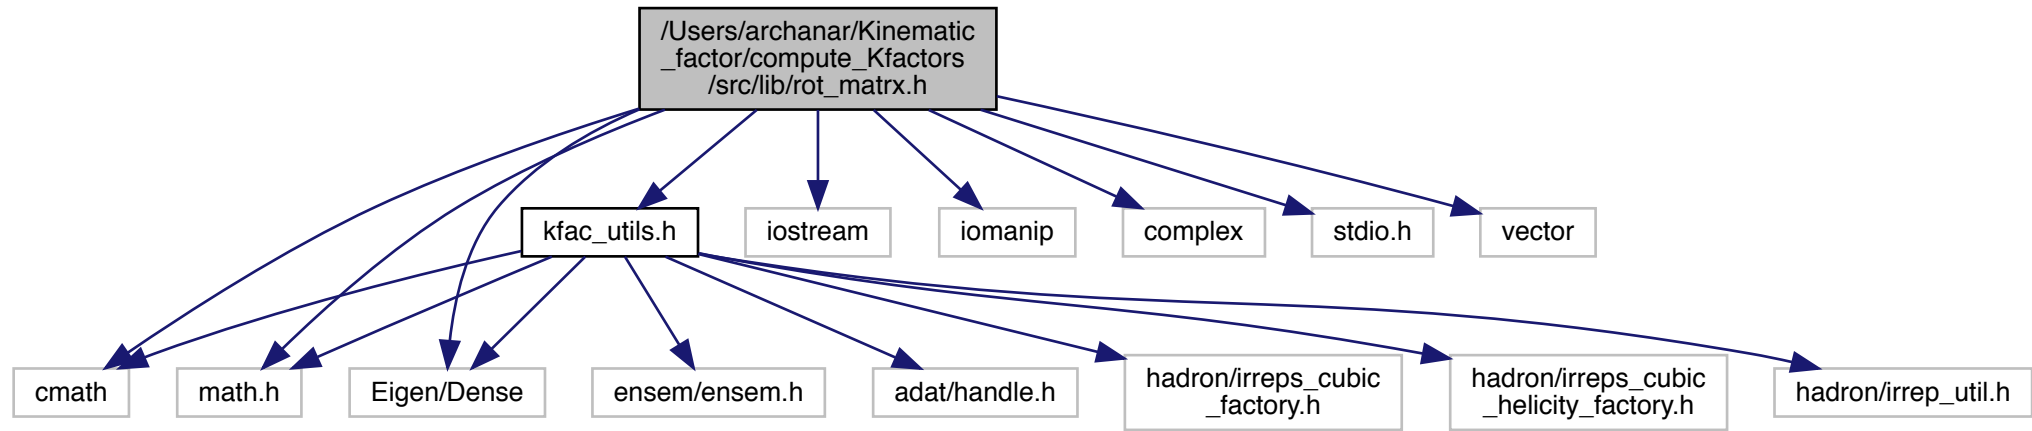 /Users/archanar/Kinematic
_factor/compute_Kfactors
/src/lib/rot_matrx.h
kfac_utils.h
iostream
iomanip
complex
stdio.h
vector
cmath
math.h
Eigen/Dense
ensem/ensem.h
adat/handle.h
hadron/irreps_cubic
_factory.h
hadron/irreps_cubic
_helicity_factory.h
hadron/irrep_util.h